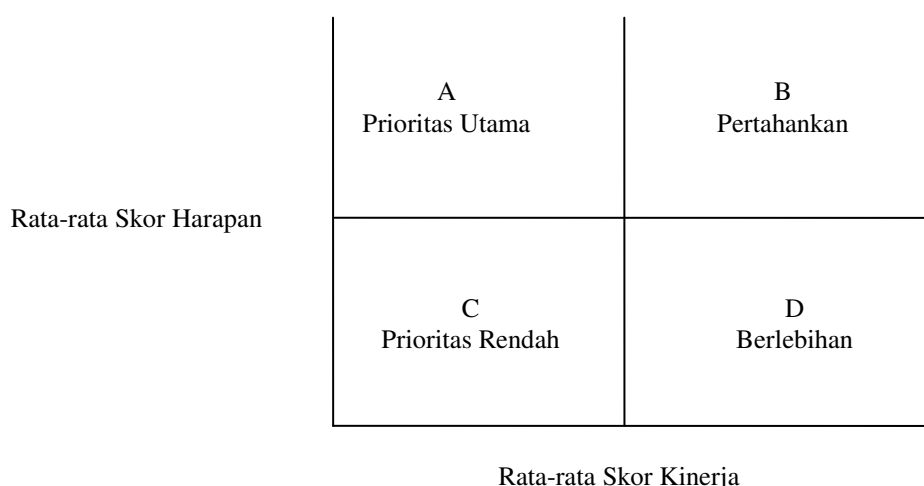 A
Prioritas Utama
B
Pertahankan
Rata-rata Skor Harapan
C
Prioritas Rendah
D
Berlebihan
Rata-rata Skor Kinerja